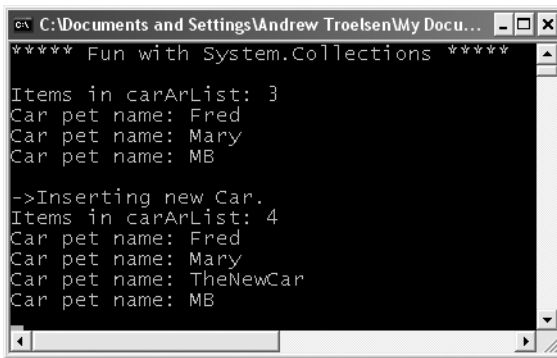 C:\Documents and Settings\Andrew Troelsen\My Docu...
***** Fun with System.Collections *****
Items in carArList: 3
Car pet name: Fred
Car pet name: Mary
Car pet name: MB
->Inserting new Car.
Items in carArList: 4
Car pet name: Fred
Car pet name: Mary
Car pet name: TheNewCar
Car pet name: MB